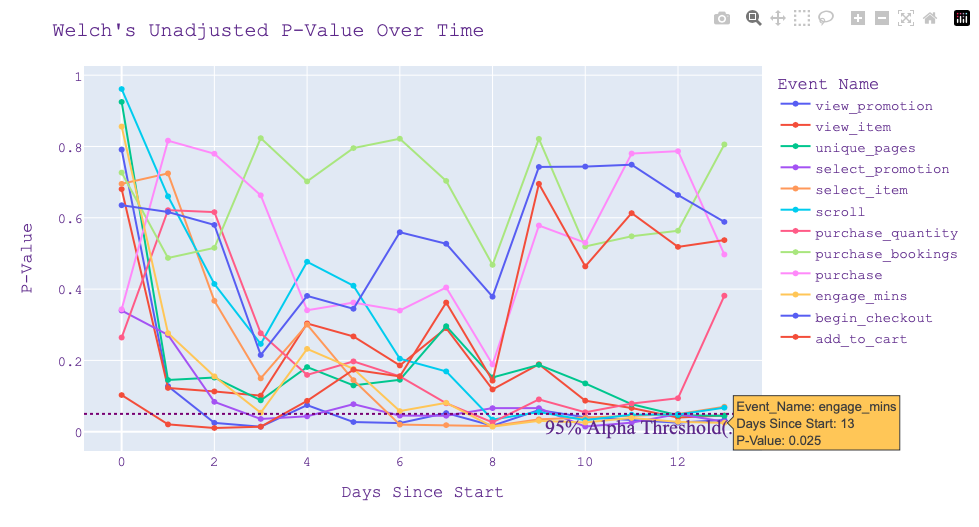 Welch's Unadjusted P-Value Over Time
Event Name
view_promotion
view_item
unique_pages
select_promotion
select_item
scroll
purchase_quantity
purchase_bookings
purchase
engage_mins
begin_checkout
add_to_cart
P-Value
1
0.8
0.6
0.4
0.2
0
95% Alpha Threshold(.
Event_Name: engage_mins
Days Since Start: 13
P-Value: 0.025
0 2 4 6 8 10 12
Days Since Start